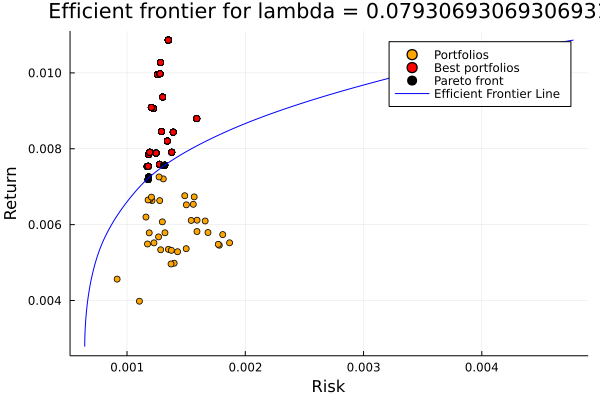 Efficient frontier for lambda = 0.0793069306930693
Portfolios
Best portfolios
Pareto front
Efficient Frontier Line
0.010
0.008
0.006
0.004
Return
0.001
0.002
0.003
0.004
Risk